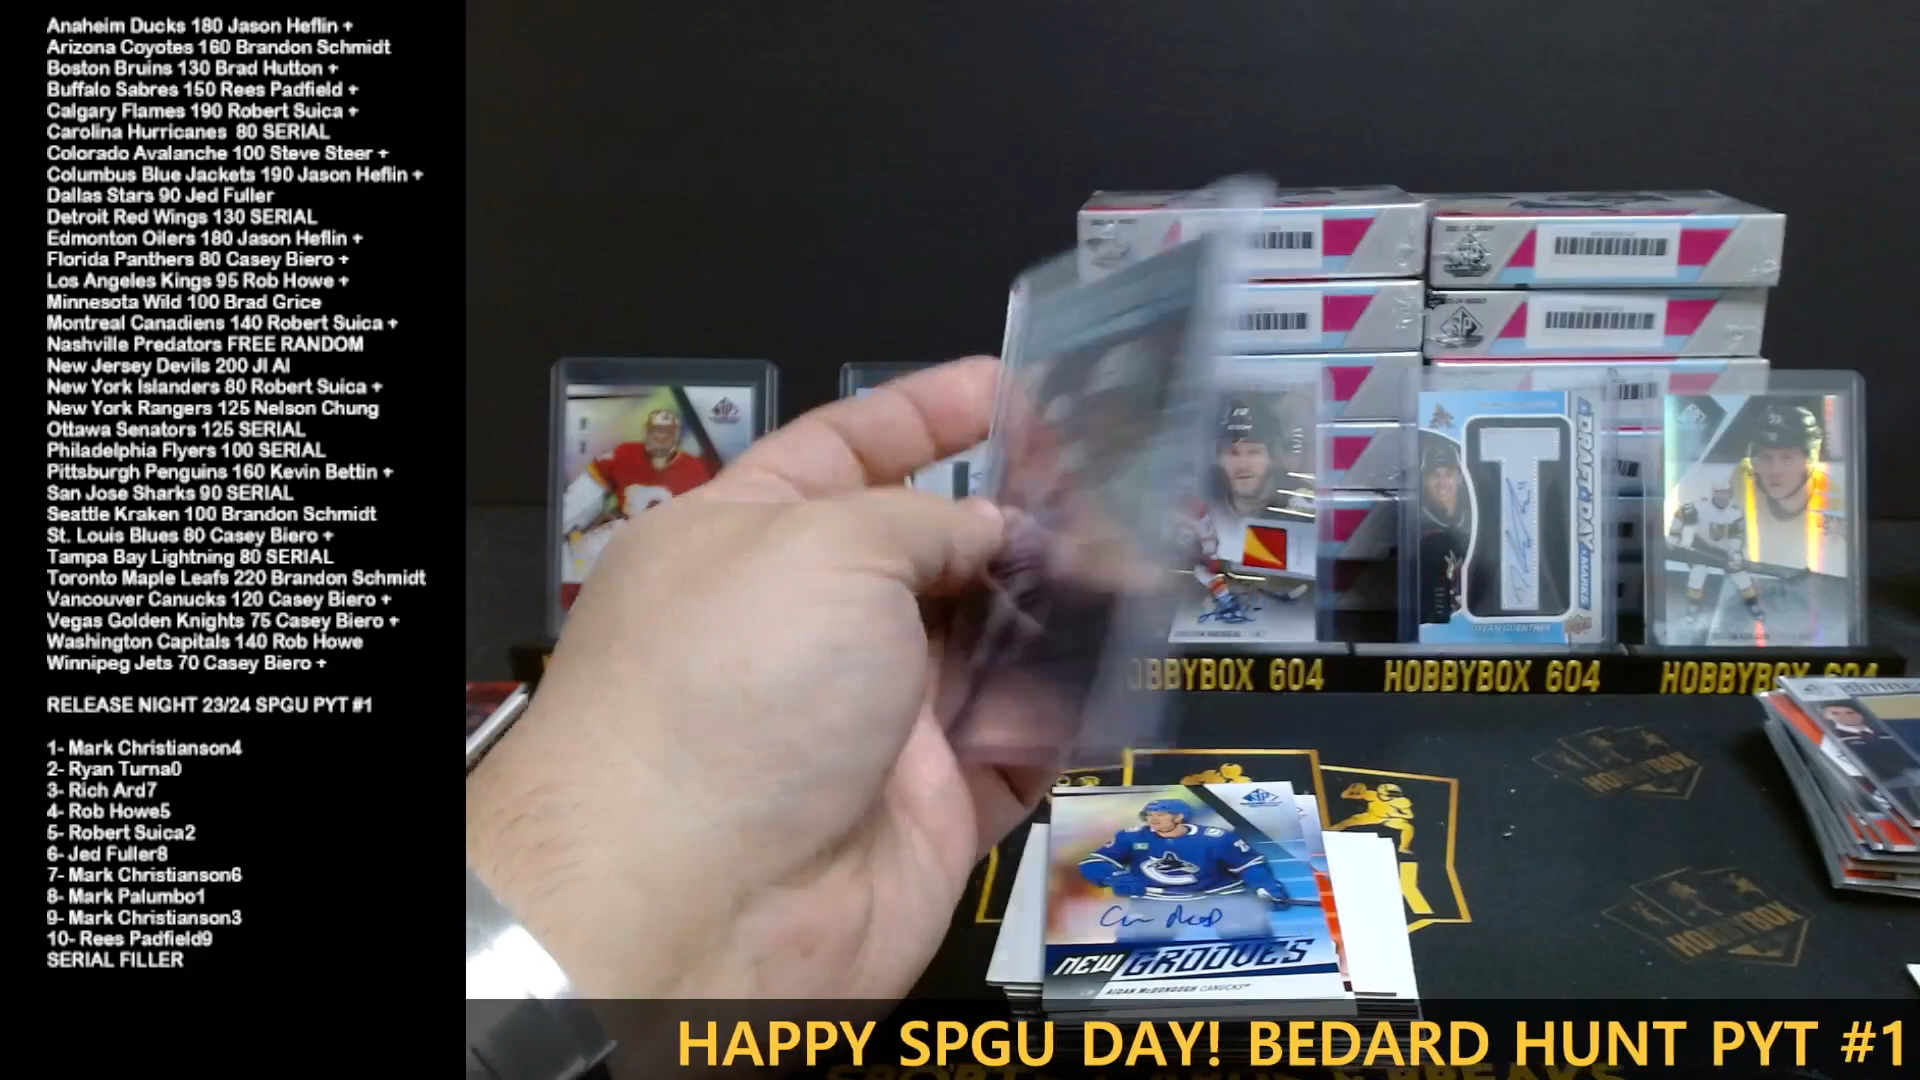 Anaheim Ducks 180 Jason Heflin +
Arizona Coyotes 160 Brandon Schmidt
Boston Bruins 130 Brad Hutton +
Buffalo Sabres 150 Rees Padfield +
Calgary Flames 190 Robert Suica +
Carolina Hurricanes  80 SERIAL
Colorado Avalanche 100 Steve Steer +
Columbus Blue Jackets 190 Jason Heflin +
Dallas Stars 90 Jed Fuller
Detroit Red Wings 130 SERIAL
Edmonton Oilers 180 Jason Heflin +
Florida Panthers 80 Casey Biero +
Los Angeles Kings 95 Rob Howe +
Minnesota Wild 100 Brad Grice
Montreal Canadiens 140 Robert Suica +
Nashville Predators FREE RANDOM
New Jersey Devils 200 JI AI
New York Islanders 80 Robert Suica +
New York Rangers 125 Nelson Chung
Ottawa Senators 125 SERIAL
Philadelphia Flyers 100 SERIAL
Pittsburgh Penguins 160 Kevin Bettin +
San Jose Sharks 90 SERIAL
Seattle Kraken 100 Brandon Schmidt
St. Louis Blues 80 Casey Biero +
Tampa Bay Lightning 80 SERIAL
Toronto Maple Leafs 220 Brandon Schmidt
Vancouver Canucks 120 Casey Biero +
Vegas Golden Knights 75 Casey Biero +
Washington Capitals 140 Rob Howe
Winnipeg Jets 70 Casey Biero +
RELEASE NIGHT 23/24 SPGU PYT #1
1- Mark Christianson4
2- Ryan Turna0
3- Rich Ard7
4- Rob Howe5
5- Robert Suica2
6- Jed Fuller8
7- Mark Christianson6
8- Mark Palumbo1
9- Mark Christianson3
10- Rees Padfield9
SERIAL FILLER
DRAFT DAY MARKS
T
DYLAN GUENTHER
HOBBYBOX 604
HOBBYBOX 604
HOBBYBOX 604
SP
NEW GROOVES
AIDAN McDONOUGH CANUCKS
HAPPY SPGU DAY! BEDARD HUNT PYT #1